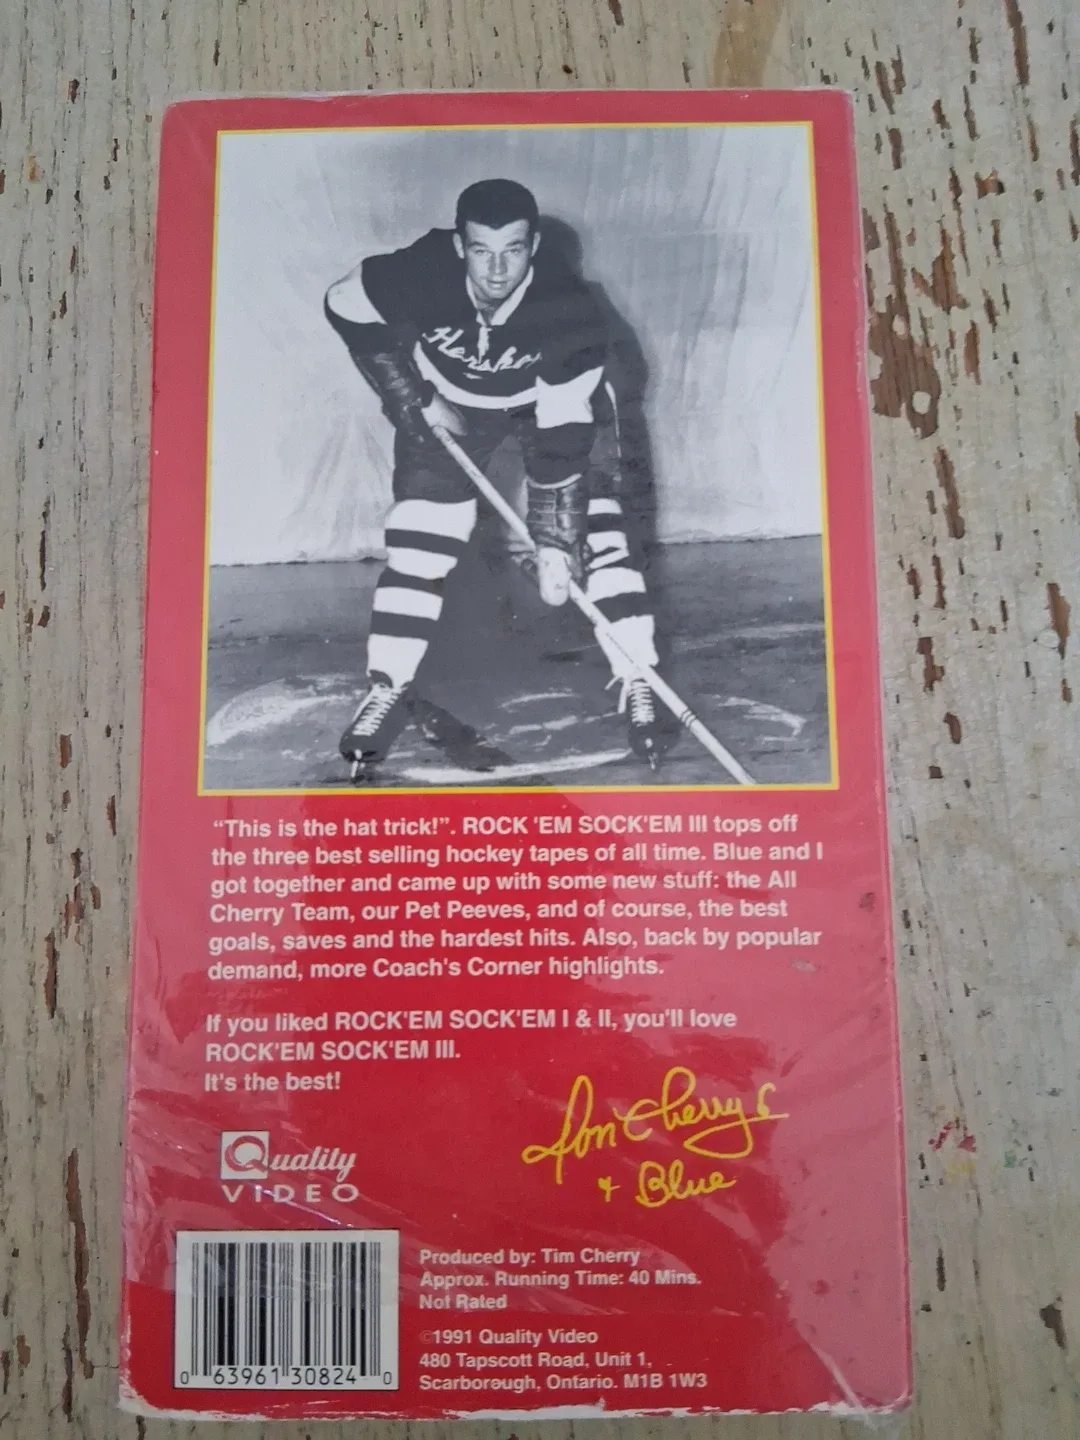 Hershey
2
“This is the hat trick!”. ROCK 'EM SOCK'EM III tops off
the three best selling hockey tapes of all time. Blue and I
got together and came up with some new stuff: the All
Cherry Team, our Pet Peeves, and of course, the best
goals, saves and the hardest hits. Also, back by popular
demand, more Coach's Corner highlights.
If you liked ROCK'EM SOCK'EM I & II, you'll love
ROCK'EM SOCK'EM III.
It's the best!
Don Cherry
+ Blue
Quality
VIDEO
Produced by: Tim Cherry
Approx. Running Time: 40 Mins.
Not Rated
©1991 Quality Video
480 Tapscott Road, Unit 1,
Scarborough, Ontario. M1B 1W3
0 63961 30824 0